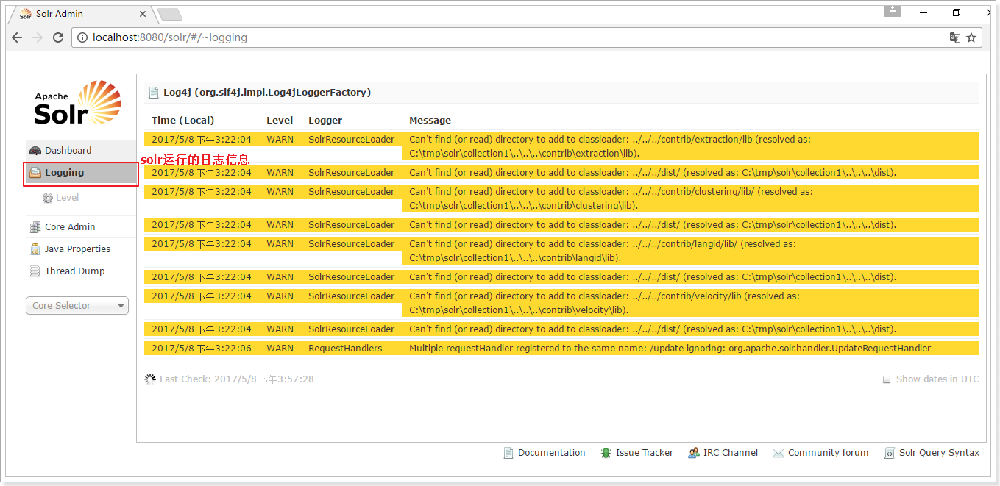 Solr Admin
localhost:8080/solr/#/~logging
Apache
Solr
Dashboard
solr运行的日志信息
Logging
Level
Core Admin
Java Properties
Thread Dump
Core Selector
Log4j (org.slf4j.impl.Log4jLoggerFactory)
Time (Local) Level Logger Message
2017/5/8 下午3:22:04 WARN SolrResourceLoader Can't find (or read) directory to add to classloader: ../../../contrib/extraction/lib (resolved as:
C:\tmp\solr\collection1\..\..\..\contrib\extraction\lib).
2017/5/8 下午3:22:04 WARN SolrResourceLoader Can't find (or read) directory to add to classloader: ../../../dist/ (resolved as: C:\tmp\solr\collection1\..\..\..\dist).
2017/5/8 下午3:22:04 WARN SolrResourceLoader Can't find (or read) directory to add to classloader: ../../../contrib/clustering/lib/ (resolved as:
C:\tmp\solr\collection1\..\..\..\contrib\clustering\lib).
2017/5/8 下午3:22:04 WARN SolrResourceLoader Can't find (or read) directory to add to classloader: ../../../dist/ (resolved as: C:\tmp\solr\collection1\..\..\..\dist).
2017/5/8 下午3:22:04 WARN SolrResourceLoader Can't find (or read) directory to add to classloader: ../../../contrib/langid/lib/ (resolved as:
C:\tmp\solr\collection1\..\..\..\contrib\langid\lib).
2017/5/8 下午3:22:04 WARN SolrResourceLoader Can't find (or read) directory to add to classloader: ../../../dist/ (resolved as: C:\tmp\solr\collection1\..\..\..\dist).
2017/5/8 下午3:22:04 WARN SolrResourceLoader Can't find (or read) directory to add to classloader: ../../../contrib/velocity/lib (resolved as:
C:\tmp\solr\collection1\..\..\..\contrib\velocity\lib).
2017/5/8 下午3:22:04 WARN SolrResourceLoader Can't find (or read) directory to add to classloader: ../../../dist/ (resolved as: C:\tmp\solr\collection1\..\..\..\dist).
2017/5/8 下午3:22:06 WARN RequestHandlers Multiple requestHandler registered to the same name: /update ignoring: org.apache.solr.handler.UpdateRequestHandler
Last Check: 2017/5/8 下午3:57:28 Show dates in UTC
Documentation Issue Tracker IRC Channel Community forum Solr Query Syntax